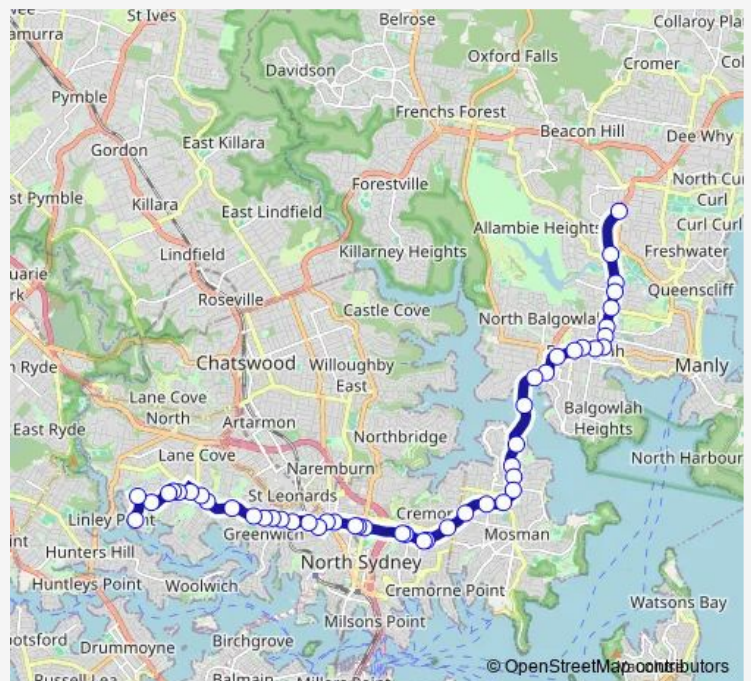 St Ives
Belrose
Collaroy Pla
amurra
Oxford Falls
Davidson
Cromer
Pymble
Frenchs Forest
Beacon Hill
Dee Why
Gordon
East Killara
Forestville
North Cu
Curl
st Pymble
Killara
East Lindfield
Allambie Heights
Curl Curl
Lindfield
Killarney Heights
Freshwater
Roseville
Castle Cove
Queenscliff
North Balgowla
Chatswood
Willoughby
East
Manly
n Ryde
Lane Cove
North
Artarmon
Balgowlah
Heights
East Ryde
Northbridge
Lane Cove
North Harbour
Naremburn
St Leonards
Linley Point
Cremor
Greenwich
Mosman
Hunters Hill
North Sydney
Huntleys Point
Woolwich
Cremorne Point
Watsons Bay
Milsons Point
Birchgrove
Drummoyne
© OpenStreetMap contributors
Russell Lea
Balmain